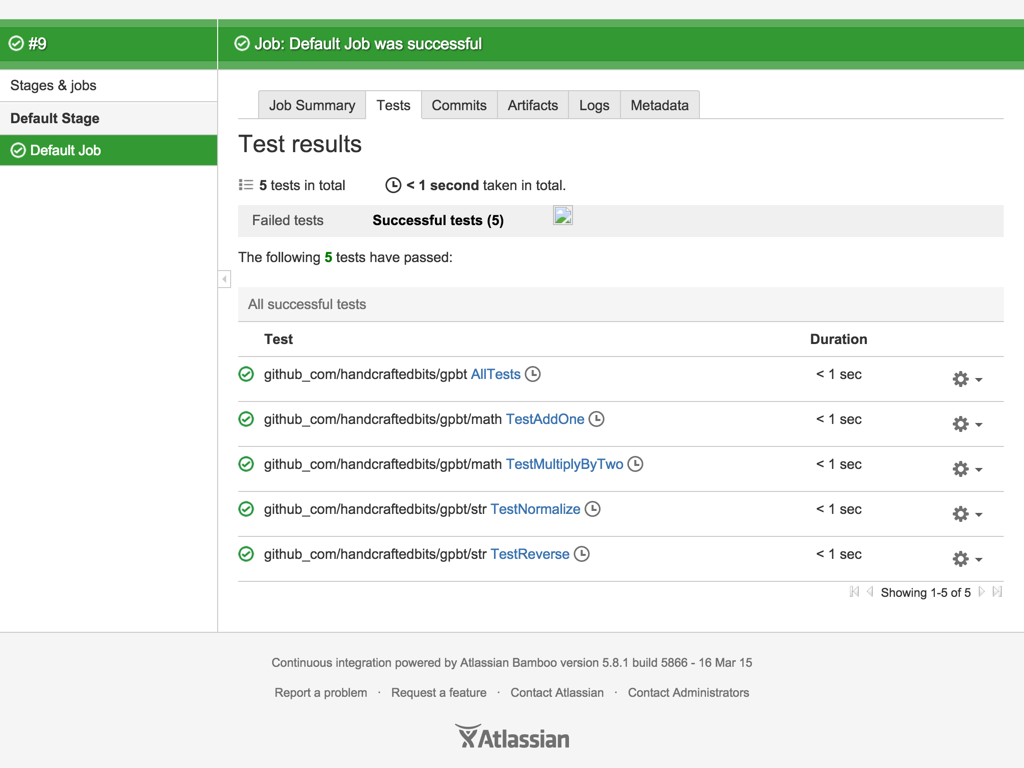 #9
Job: Default Job was successful
Stages & jobs
Default Stage
Default Job
Job Summary Tests Commits Artifacts Logs Metadata
Test results
5 tests in total < 1 second taken in total.
Failed tests Successful tests (5)
The following 5 tests have passed:
All successful tests
Test Duration
github_com/handcraftedbits/gpbt AllTests < 1 sec
github_com/handcraftedbits/gpbt/math TestAddOne < 1 sec
github_com/handcraftedbits/gpbt/math TestMultiplyByTwo < 1 sec
github_com/handcraftedbits/gpbt/str TestNormalize < 1 sec
github_com/handcraftedbits/gpbt/str TestReverse < 1 sec
Showing 1-5 of 5
Continuous integration powered by Atlassian Bamboo version 5.8.1 build 5866 - 16 Mar 15
Report a problem · Request a feature · Contact Atlassian · Contact Administrators
Atlassian